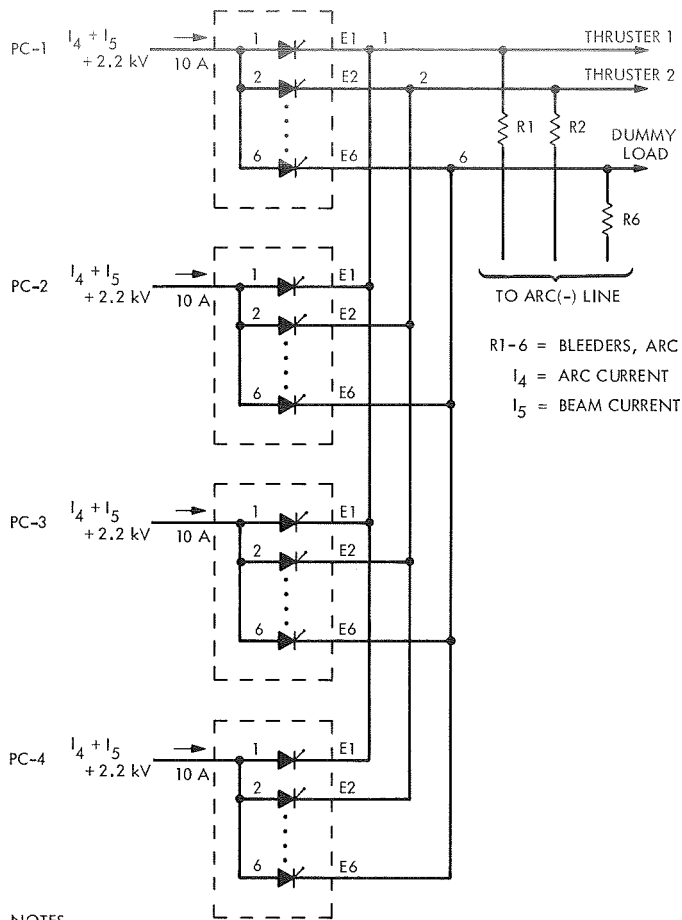 PC-1
I4 + I5
+2.2 kV
10 A
1
E1
1
THRUSTER 1
2
E2
2
THRUSTER 2
R1
R2
DUMMY LOAD
6
E6
6
R6
TO ARC(-) LINE
PC-2
I4 + I5
+2.2 kV
10 A
1
E1
2
E2
6
E6
R1-6 = BLEEDERS, ARC
I4 = ARC CURRENT
I5 = BEAM CURRENT
PC-3
I4 + I5
+2.2 kV
10 A
1
E1
2
E2
6
E6
PC-4
I4 + I5
+2.2 kV
10 A
1
E1
2
E2
6
E6
NOTES